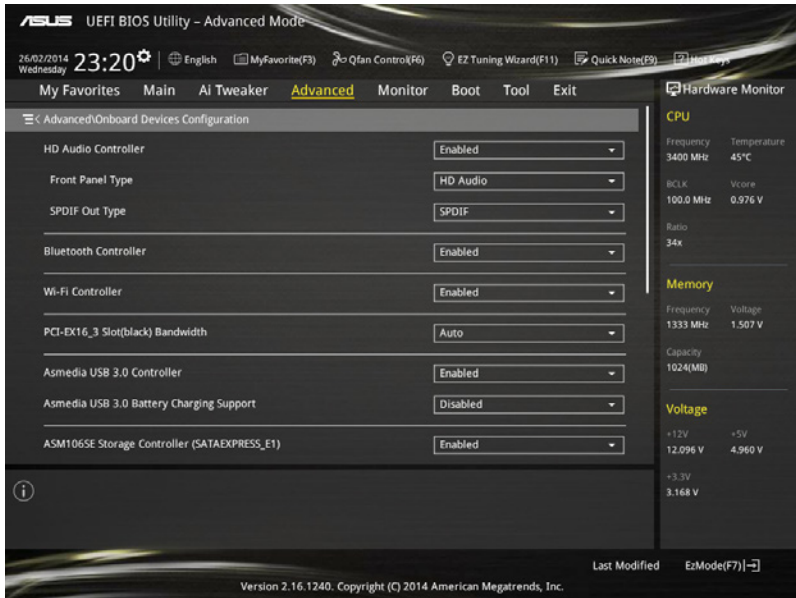 ASUS UEFI BIOS Utility – Advanced Mode
26/02/2014 Wednesday 23:20 English MyFavorite(F3) Qfan Control(F6) EZ Tuning Wizard(F11) Quick Note(F9) ? Hot Keys
My Favorites Main Ai Tweaker Advanced Monitor Boot Tool Exit
Hardware Monitor
< Advanced\Onboard Devices Configuration
HD Audio Controller Enabled
Front Panel Type HD Audio
SPDIF Out Type SPDIF
Bluetooth Controller Enabled
Wi-Fi Controller Enabled
PCI-EX16_3 Slot(black) Bandwidth Auto
Asmedia USB 3.0 Controller Enabled
Asmedia USB 3.0 Battery Charging Support Disabled
ASM106SE Storage Controller (SATAEXPRESS_E1) Enabled
CPU
Frequency Temperature
3400 MHz 45°C
BCLK Vcore
100.0 MHz 0.976 V
Ratio
34x
Memory
Frequency Voltage
1333 MHz 1.507 V
Capacity
1024(MB)
Voltage
+12V +5V
12.096 V 4.960 V
+3.3V
3.168 V
Last Modified EzMode(F7)
Version 2.16.1240. Copyright (C) 2014 American Megatrends, Inc.